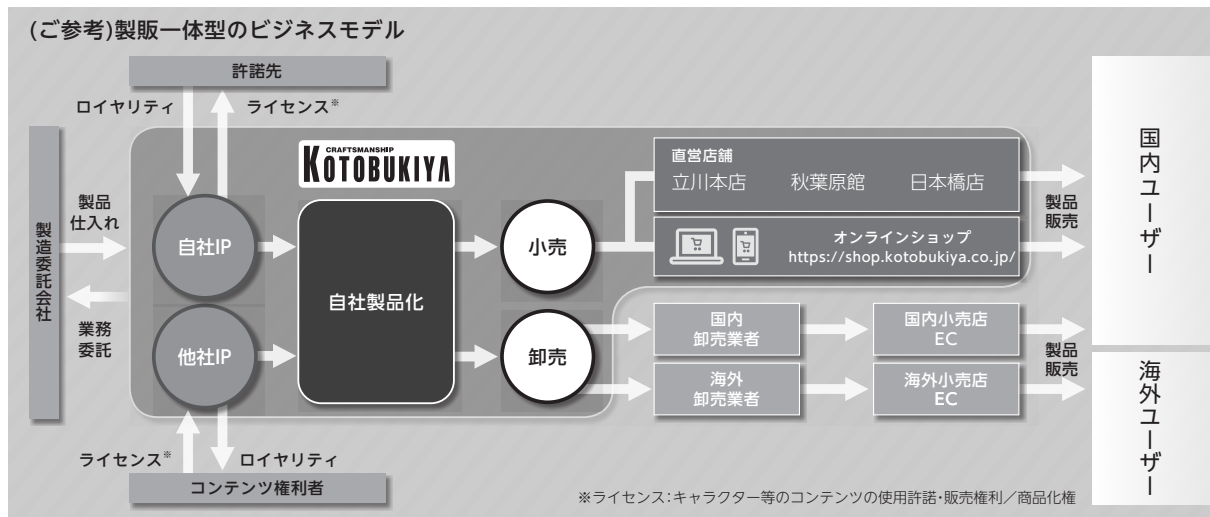 (ご参考)製販一体型のビジネスモデル
許諾先
ロイヤリティ
ライセンス※
製造委託会社
製品
仕入れ
業務
委託
CRAFTSMANSHIP
KOTOBUKIYA
自社IP
他社IP
自社製品化
小売
卸売
直営店舗
立川本店 秋葉原館 日本橋店
オンラインショップ
https://shop.kotobukiya.co.jp/
国内
卸売業者
国内小売店
EC
海外
卸売業者
海外小売店
EC
製品
販売
製品
販売
国内ユーザー
海外ユーザー
ライセンス※
ロイヤリティ
コンテンツ権利者
※ライセンス:キャラクター等のコンテンツの使用許諾・販売権利／商品化権